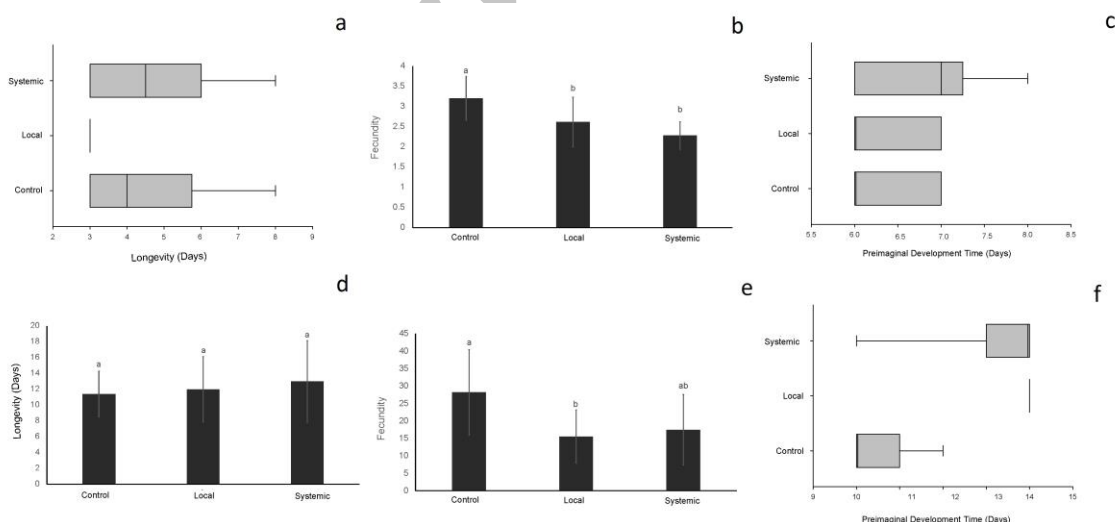 a
Systemic
Local
Control
2 3 4 5 6 7 8 9
Longevity (Days)
b
Fecundity
4
3.5
3
2.5
2
1.5
1
0.5
0
a
b
b
Control Local Systemic
c
Systemic
Local
Control
5.5 6.0 6.5 7.0 7.5 8.0 8.5
Preimaginal Development Time (Days)
d
Longevity (Days)
20
18
16
14
12
10
8
6
4
2
0
a
a
a
Control Local Systemic
e
Fecundity
45
40
35
30
25
20
15
10
5
0
a
b
ab
Control Local Systemic
f
Systemic
Local
Control
9 10 11 12 13 14 15
Preimaginal Development Time (Days)